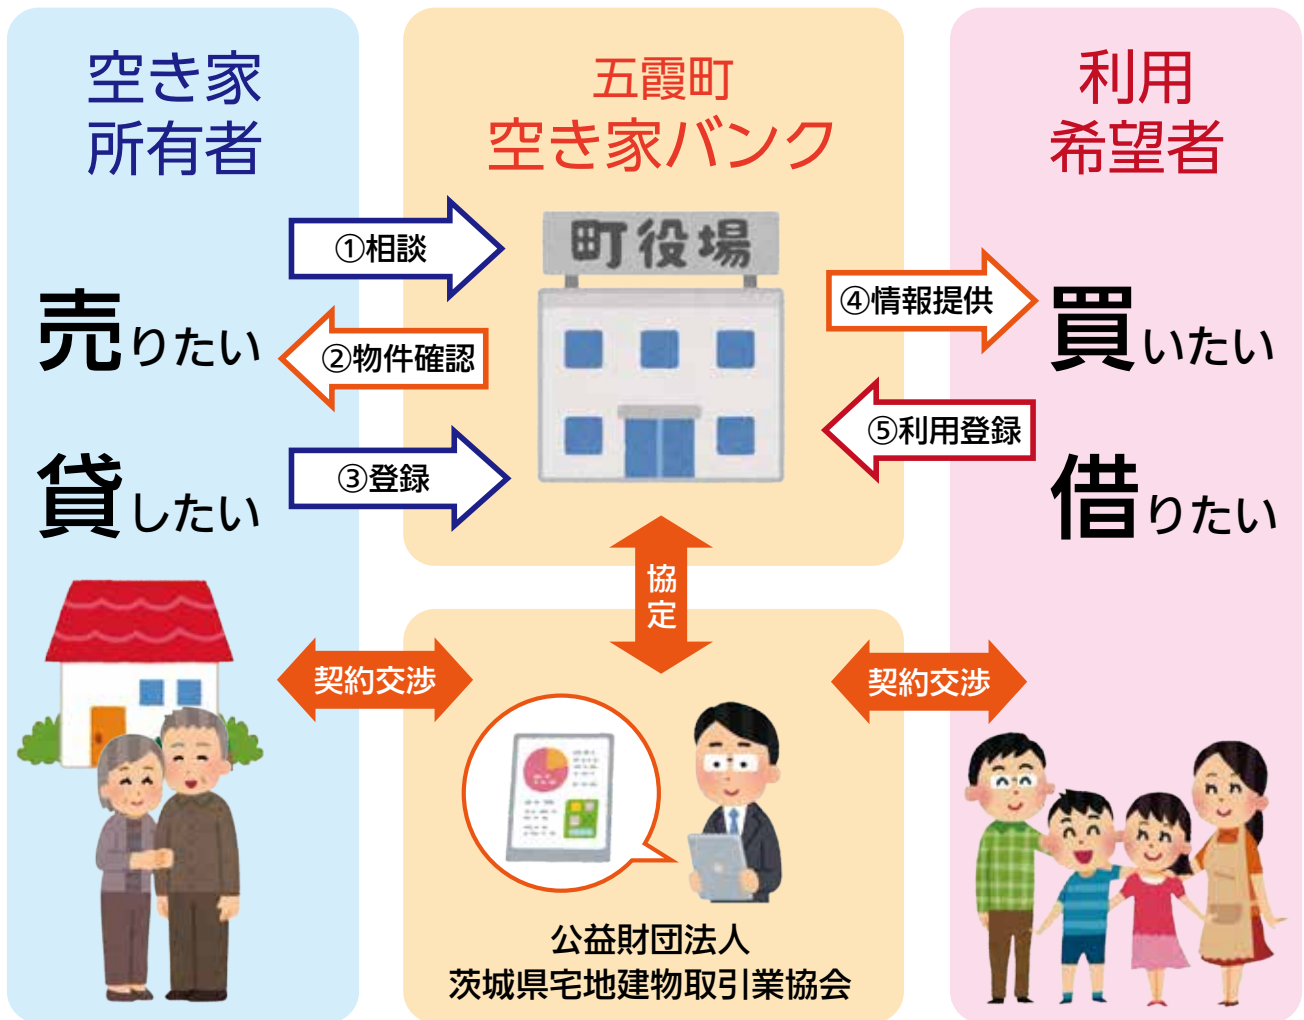 空き家
所有者
売りたい
貸したい
五霞町
空き家バンク
町役場
①相談
②物件確認
③登録
④情報提供
⑤利用登録
利用
希望者
買いたい
借りたい
協定
契約交渉
契約交渉
公益財団法人
茨城県宅地建物取引業協会